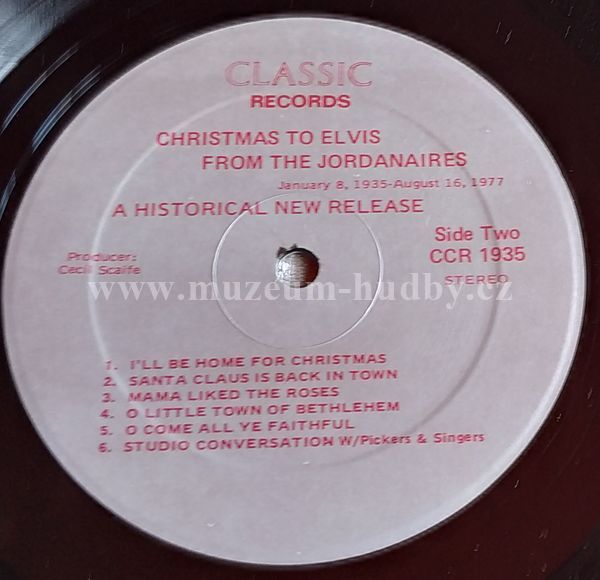 CLASSIC
RECORDS
CHRISTMAS TO ELVIS
FROM THE JORDANAIRES
January 8, 1935-August 16, 1977
A HISTORICAL NEW RELEASE
Side Two
CCR 1935
STEREO
Producer:
Cecil Scaife
www.muzeum-hudby.cz
1. I'LL BE HOME FOR CHRISTMAS
2. SANTA CLAUS IS BACK IN TOWN
3. MAMA LIKED THE ROSES
4. O LITTLE TOWN OF BETHLEHEM
5. O COME ALL YE FAITHFUL
6. STUDIO CONVERSATION W/Pickers & Singers